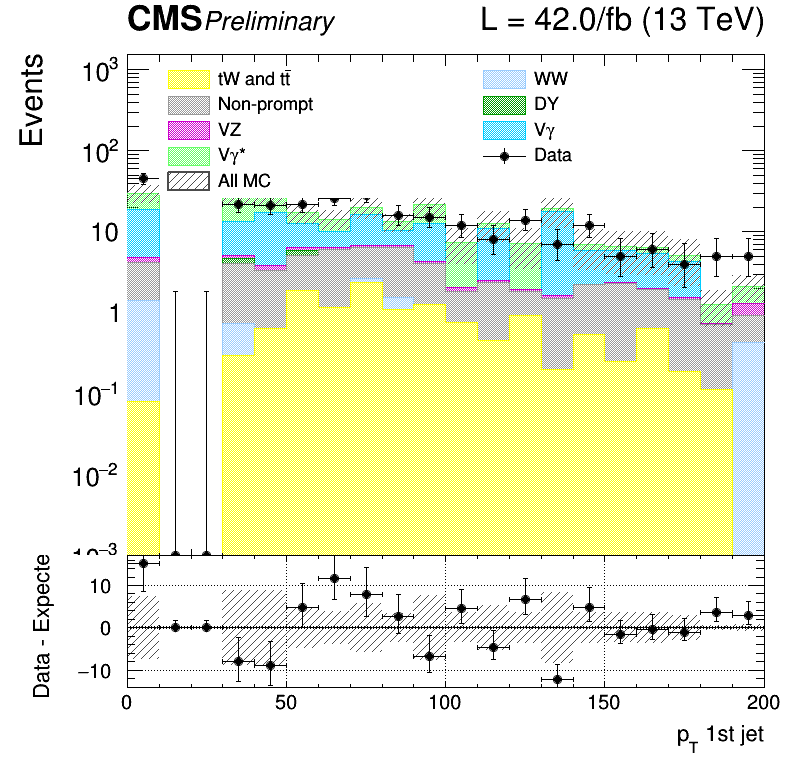 CMS Preliminary L = 42.0/fb (13 TeV)
Events
10³
10²
10
1
10⁻¹
10⁻²
10⁻³
tW and tt̄
Non-prompt
VZ
Vγ*
All MC
WW
DY
Vγ
Data
Data - Expecte
10
0
−10
0 50 100 150 200
p_T 1st jet